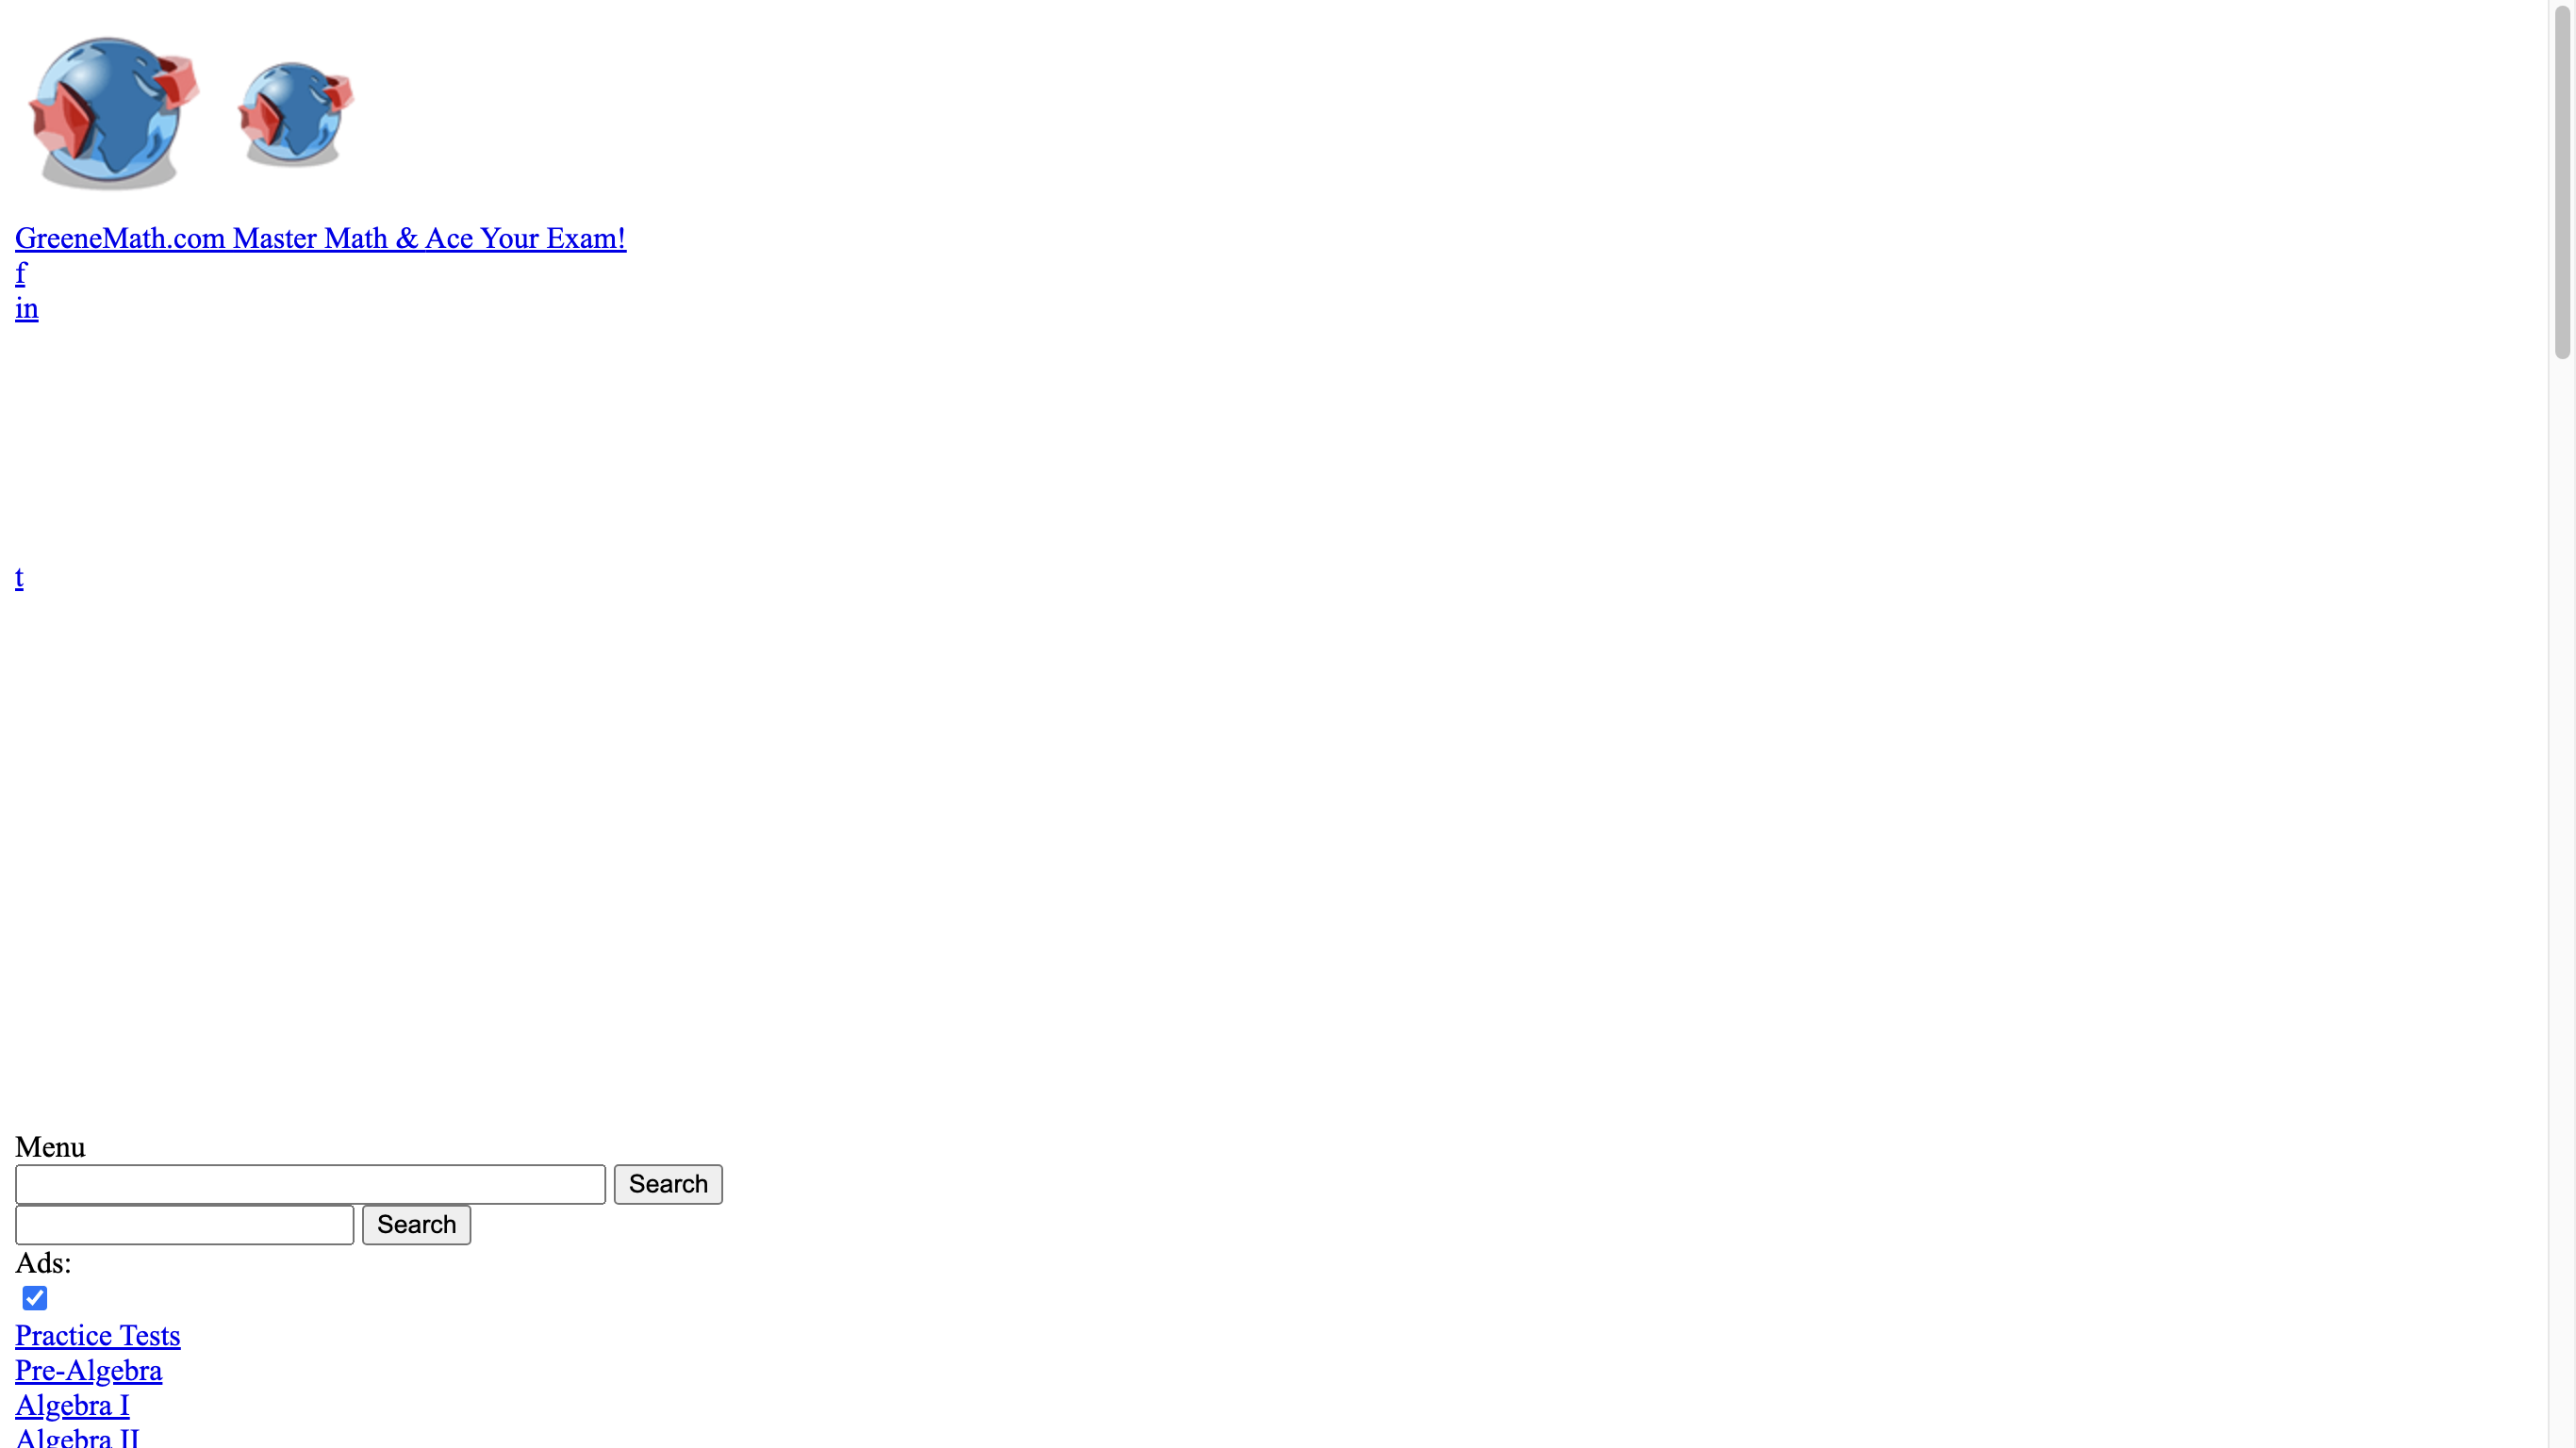 GreeneMath.com Master Math & Ace Your Exam!
f
in
t
Menu
Search
Search
Ads:
Practice Tests
Pre-Algebra
Algebra I
Algebra II